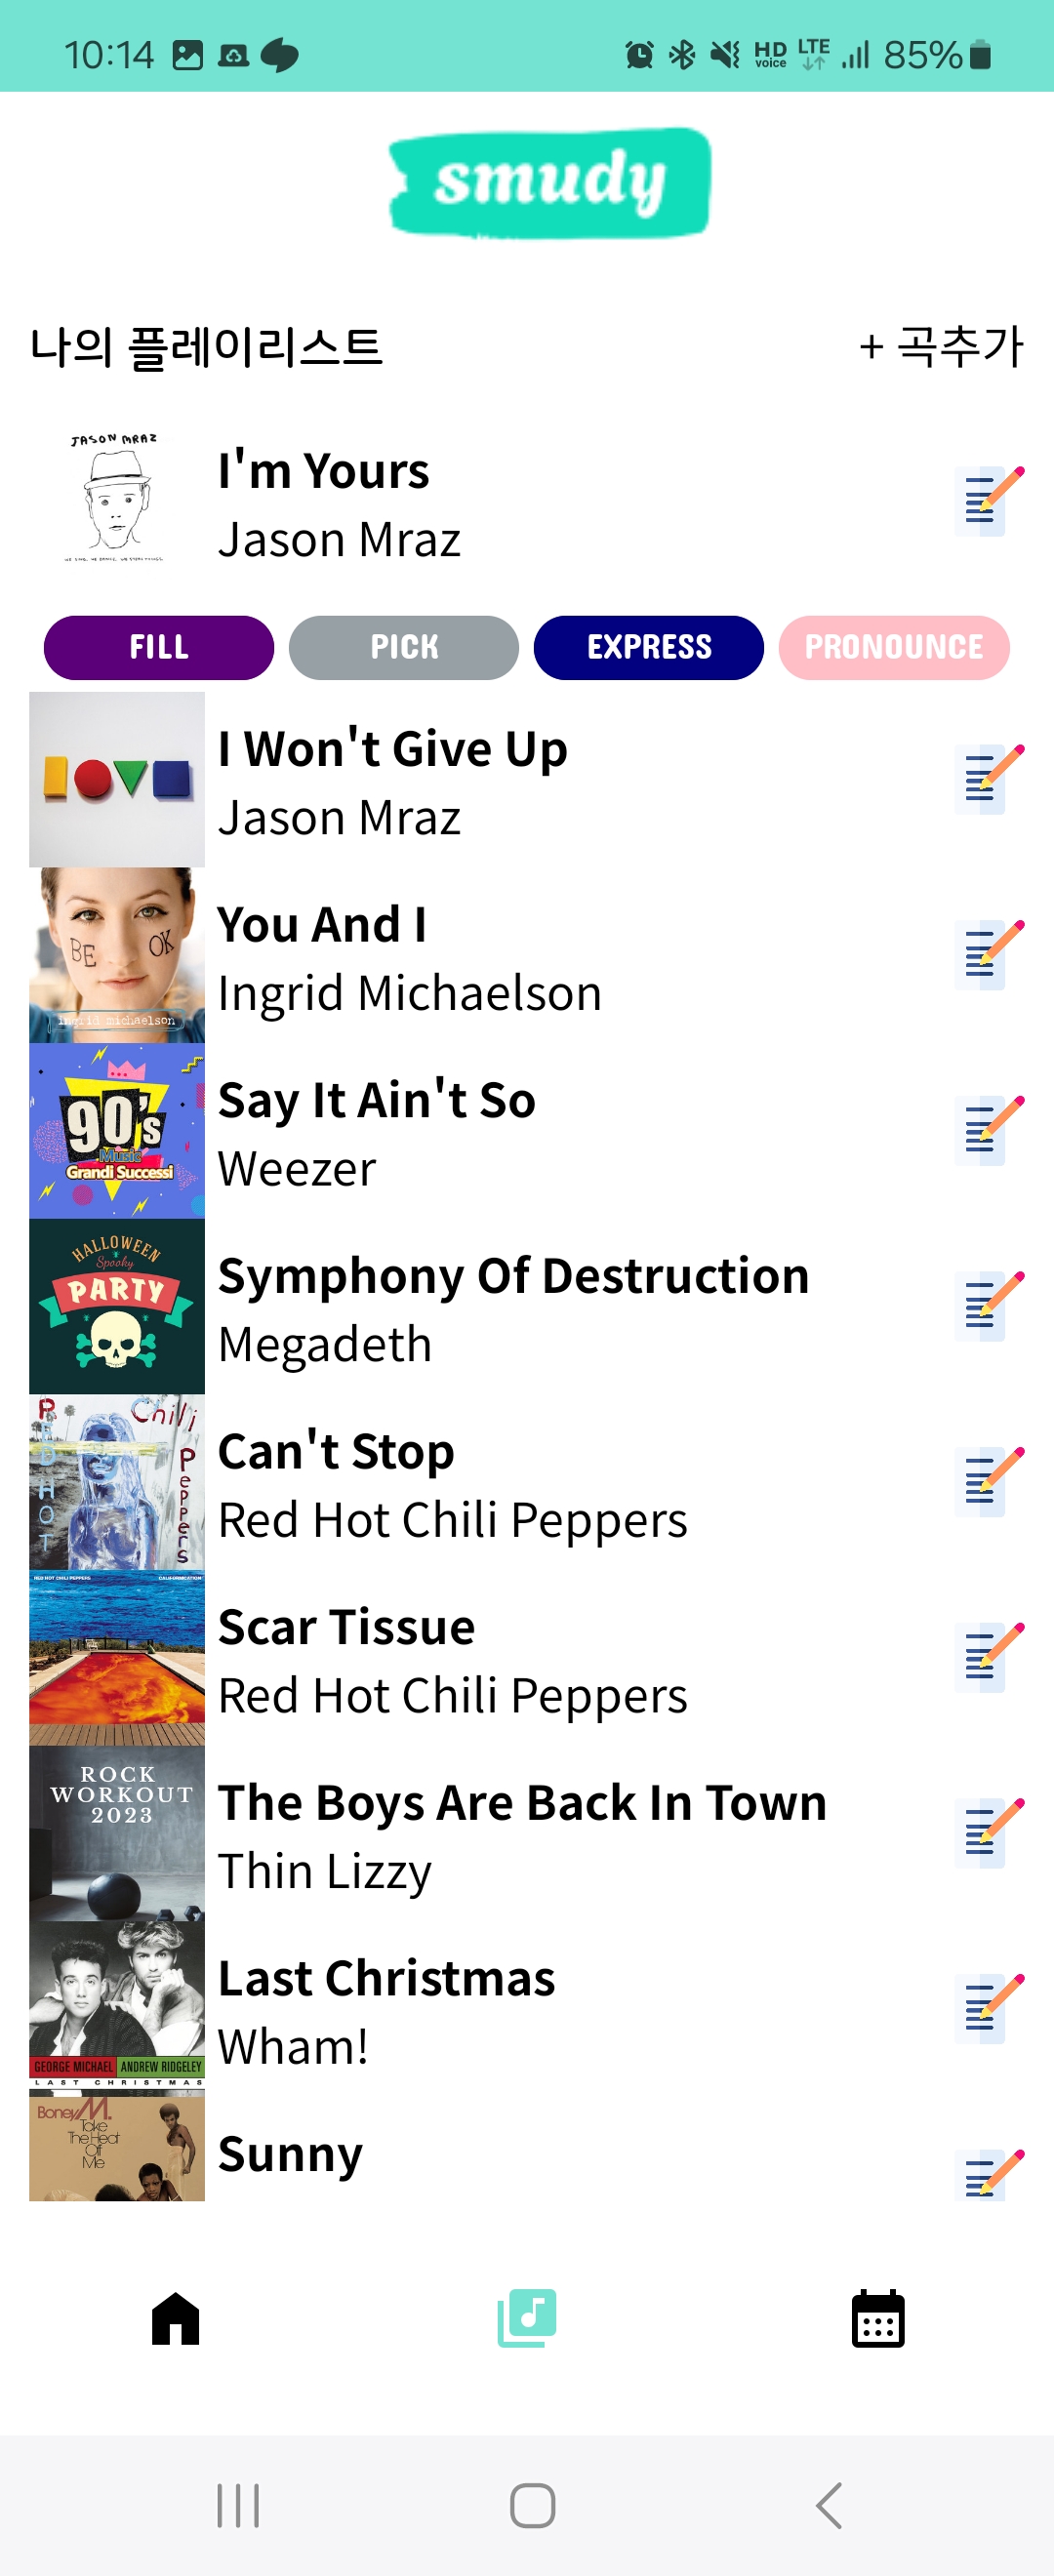 10:14 HD voice LTE 85%
smudy
나의 플레이리스트 + 곡추가
JASON MRAZ
I'm Yours
Jason Mraz
FILL PICK EXPRESS PRONOUNCE
I Won't Give Up
Jason Mraz
BE OK
ingrid michaelson
You And I
Ingrid Michaelson
90's
Music
Grandi Successi
Say It Ain't So
Weezer
HALLOWEEN
Spooky
PARTY
Symphony Of Destruction
Megadeth
RED HOT
Chili
Peppers
Can't Stop
Red Hot Chili Peppers
RED HOT CHILI PEPPERS CALIFORNICATION
Scar Tissue
Red Hot Chili Peppers
ROCK
WORKOUT
2023
The Boys Are Back In Town
Thin Lizzy
GEORGE MICHAEL ANDREW RIDGELEY
LAST CHRISTMAS
Last Christmas
Wham!
Boney M.
Take
The Heat
Off
Me
Sunny